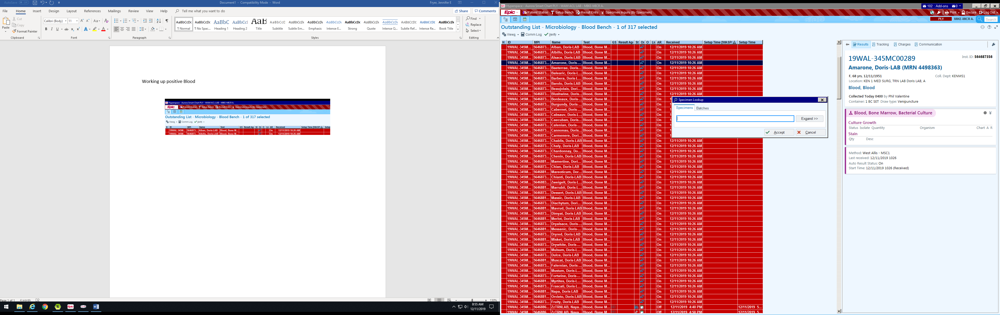 AutoSave Off
Document1 - Compatibility Mode - Word
Fryer, Jennifer E
File Home Insert Design Layout References Mailings Review View Help Tell me what you want to do
Share Comments
Paste
Cut
Copy
Format Painter
Calibri (Body) 11
AaBbCcDc AaBbCcDc AaBbC AaBbCcl AaB AaBbCcD AaBbCcDt AaBbCcDt AaBbCcDt AaBbCcDc AaBbCcDt AaBbCcDt AABBCCDC AABBCCDC AaBbCcDt
¶ Normal ¶ No Spac... Heading 1 Heading 2 Title Subtitle Subtle Em... Emphasis Intense E... Strong Quote Intense Q... Subtle Ref... Intense Re... Book Title
Find
Replace
Select
Clipboard Font Paragraph Styles Editing
Working up positive Blood
Hyperspace - Aurora Smart Chart PLY - WAM ACL LAB - MIKE-MICR A.
Epic Patient Station Setup Bench Result Entry Specimen Inquiry (By Specimen)
Outstanding List - Microbiology - Blood Bench - 1 of 317 selected
Views Comm Log Verify
H ID MPI Name Test GS Result Age St Or O Lii AR Received Setup Time [WASP/ Setup
19WAL-345M... 5646873... Alban, Doris-LAB Blood, Bone M... On 12/11/2019 10:26 AM
19WAL-345M... 5646873... Albillo, Doris-LAB Blood, Bone M... On 12/11/2019 10:26 AM
Page 1 of 1 4 words
130%
8:55 AM
12/11/2019
Hyperspace - Aurora Smart Chart PLY - WAM ACL LAB - MIKE-MICR A.
102 : Add-ons 0
Epic Patient Station Setup Bench Result Entry Specimen Inquiry (By Specimen)
Print Secure Log Out
PLY MIKE-MICR A. Search
Outstanding List - Microbiology - Blood Bench - 1 of 317 selected
Views Comm Log Verify
H ID MPI Name Test GS Result Age St Or O Lii AR Received Setup Time [WASP/ Setup Time
19WAL-345M... 5646873... Alban, Doris-LAB Blood, Bone M... On 12/11/2019 10:26 AM
19WAL-345M... 5646873... Albillo, Doris-LAB Blood, Bone M... On 12/11/2019 10:26 AM
19WAL-345M... 5646873... Alsace, Doris-LAB Blood, Bone M... On 12/11/2019 10:26 AM
19WAL-345M... 5646873... Amarone, Doris-... Blood, Bone M... On 12/11/2019 10:26 AM
19WAL-345M... 5646873... Baeterrae, Doris... Blood, Bone M... On 12/11/2019 10:26 AM
19WAL-345M... 5646873... Balearic, Doris-L... Blood, Bone M... On 12/11/2019 10:26 AM
19WAL-345M... 5646873... Barbera, Doris-L... Blood, Bone M... On 12/11/2019 10:26 AM
19WAL-345M... 5646873... Barolo, Doris-LAB Blood, Bone M... On 12/11/2019 10:26 AM
19WAL-345M... 5646873... Beaujolais, Dori... Blood, Bone M... On 12/11/2019 10:26 AM
19WAL-345M... 5646873... Blushwine, Doris... Blood, Bone M... On 12/11/2019 10:26 AM
19WAL-345M... 5646873... Bordeaux, Doris-... Blood, Bone M... On 1
19WAL-345M... 5646873... Burgundy, Doris... Blood, Bone M... On 1
19WAL-345M... 5646873... Cabernet, Doris-... Blood, Bone M... On 1
19WAL-345M... 5646873... Cabsauv, Doris-L... Blood, Bone M... On 1
19WAL-345M... 5646873... Caecuban, Doris... Blood, Bone M... On 1
19WAL-345M... 5646873... Calenian, Doris-... Blood, Bone M... On 1
19WAL-345M... 5646873... Cannonau, Doris... Blood, Bone M... On 1
19WAL-345M... 5646873... Carmenere, Dori... Blood, Bone M... On 1
19WAL-345M... 5646873... Chablis, Doris-LAB Blood, Bone M... On 12/11/2019 10:26 AM
19WAL-345M... 5646873... Chaly, Doris-LAB Blood, Bone M... On 12/11/2019 10:26 AM
19WAL-345M... 5646873... Chardonnay, Do... Blood, Bone M... On 12/11/2019 10:26 AM
19WAL-345M... 5646873... Chenin, Doris-LAB Blood, Bone M... On 12/11/2019 10:26 AM
19WAL-345M... 5646881... Mamertine, Dori... Blood, Bone M... On 12/11/2019 10:26 AM
19WAL-345M... 5646873... Chian, Doris-LAB Blood, Bone M... On 12/11/2019 10:26 AM
19WAL-345M... 5646881... Mareoticum, Dor... Blood, Bone M... On 12/11/2019 10:26 AM
19WAL-345M... 5646873... Chianti, Doris-LAB Blood, Bone M... On 12/11/2019 10:26 AM
19WAL-345M... 5646883... Zweigelt, Doris-L... Blood, Bone M... On 12/11/2019 10:26 AM
19WAL-345M... 5646881... Marrubii, Doris-L... Blood, Bone M... On 12/11/2019 10:26 AM
19WAL-345M... 5646873... Dessert, Doris-LAB Blood, Bone M... On 12/11/2019 10:26 AM
19WAL-345M... 5646881... Massic, Doris-LAB Blood, Bone M... On 12/11/2019 10:26 AM
19WAL-345M... 5646873... Diachytum, Dori... Blood, Bone M... On 12/11/2019 10:26 AM
19WAL-345M... 5646881... Mavrud, Doris-LAB Blood, Bone M... On 12/11/2019 10:26 AM
19WAL-345M... 5646873... Dimyat, Doris-LAB Blood, Bone M... On 12/11/2019 10:26 AM
19WAL-345M... 5646881... Merlot, Doris-LAB Blood, Bone M... On 12/11/2019 10:26 AM
19WAL-345M... 5646873... Dryalsace, Doris-... Blood, Bone M... On 12/11/2019 10:26 AM
19WAL-345M... 5646881... Messanic, Doris-... Blood, Bone M... On 12/11/2019 10:26 AM
19WAL-345M... 5646873... Dryred, Doris-LAB Blood, Bone M... On 12/11/2019 10:26 AM
19WAL-345M... 5646881... Misket, Doris-LAB Blood, Bone M... On 12/11/2019 10:26 AM
19WAL-345M... 5646873... Drywhite, Doris-... Blood, Bone M... On 12/11/2019 10:26 AM
19WAL-345M... 5646881... Mulsum, Doris-L... Blood, Bone M... On 12/11/2019 10:26 AM
19WAL-345M... 5646873... Dulce, Doris-LAB Blood, Bone M... On 12/11/2019 10:26 AM
19WAL-345M... 5646881... Muscat, Doris-LAB Blood, Bone M... On 12/11/2019 10:26 AM
19WAL-345M... 5646873... Falernian, Doris-... Blood, Bone M... On 12/11/2019 10:26 AM
19WAL-345M... 5646881... Mustum, Doris-L... Blood, Bone M... On 12/11/2019 10:26 AM
19WAL-345M... 5646873... Fortwine, Doris-... Blood, Bone M... On 12/11/2019 10:26 AM
19WAL-345M... 5646881... Myrtites, Doris-L... Blood, Bone M... On 12/11/2019 10:26 AM
19WAL-345M... 5646873... Frascati, Doris-L... Blood, Bone M... On 12/11/2019 10:26 AM
19WAL-345M... 5646881... Napa, Doris-LAB Blood, Bone M... On 12/11/2019 10:26 AM
19WAL-345M... 5646881... Orvieto, Doris-LAB Blood, Bone M... On 12/11/2019 10:26 AM
19WAL-345M... 5646873... Fruity, Doris-LAB Blood, Bone M... On 12/11/2019 10:26 AM
19WAL-345M... 5646886... ZzTRNLAB, Naya... Blood, Bone M... Off 12/11/2019 4:40 PM 12/11/2019 5...
19WAL-345M... 5646886... ZzTRNLAB, Naya... Blood, Bone M... Off 12/11/2019 4:50 PM 12/11/2019 5...
Specimen Lookup
Specimens Batches
Expand >>
Accept Cancel
Results Tracking Charges Communication
19WAL-345MC00289 Inst. ID: 564687356
Amarone, Doris-LAB (MRN 4498363)
F, 68 yrs, 12/11/1951 Coll. Dept: KENMS1
Location: KEN 1 MED SURG, TRN LAB Doris LAB, A
Blood, Blood
Collected Today 0400 by Phil Valentine
Container: 1 BC SET Draw type: Venipuncture
Blood, Bone Marrow, Bacterial Culture
Culture Growth
Status Isolate Quantity Organism Chart A R
Stain
Qty Desc
Method: West Allis - MSC1
Last received: 12/11/2019 1026
Auto Result Status: On
Start Time: 12/11/2019 1026 (Received)